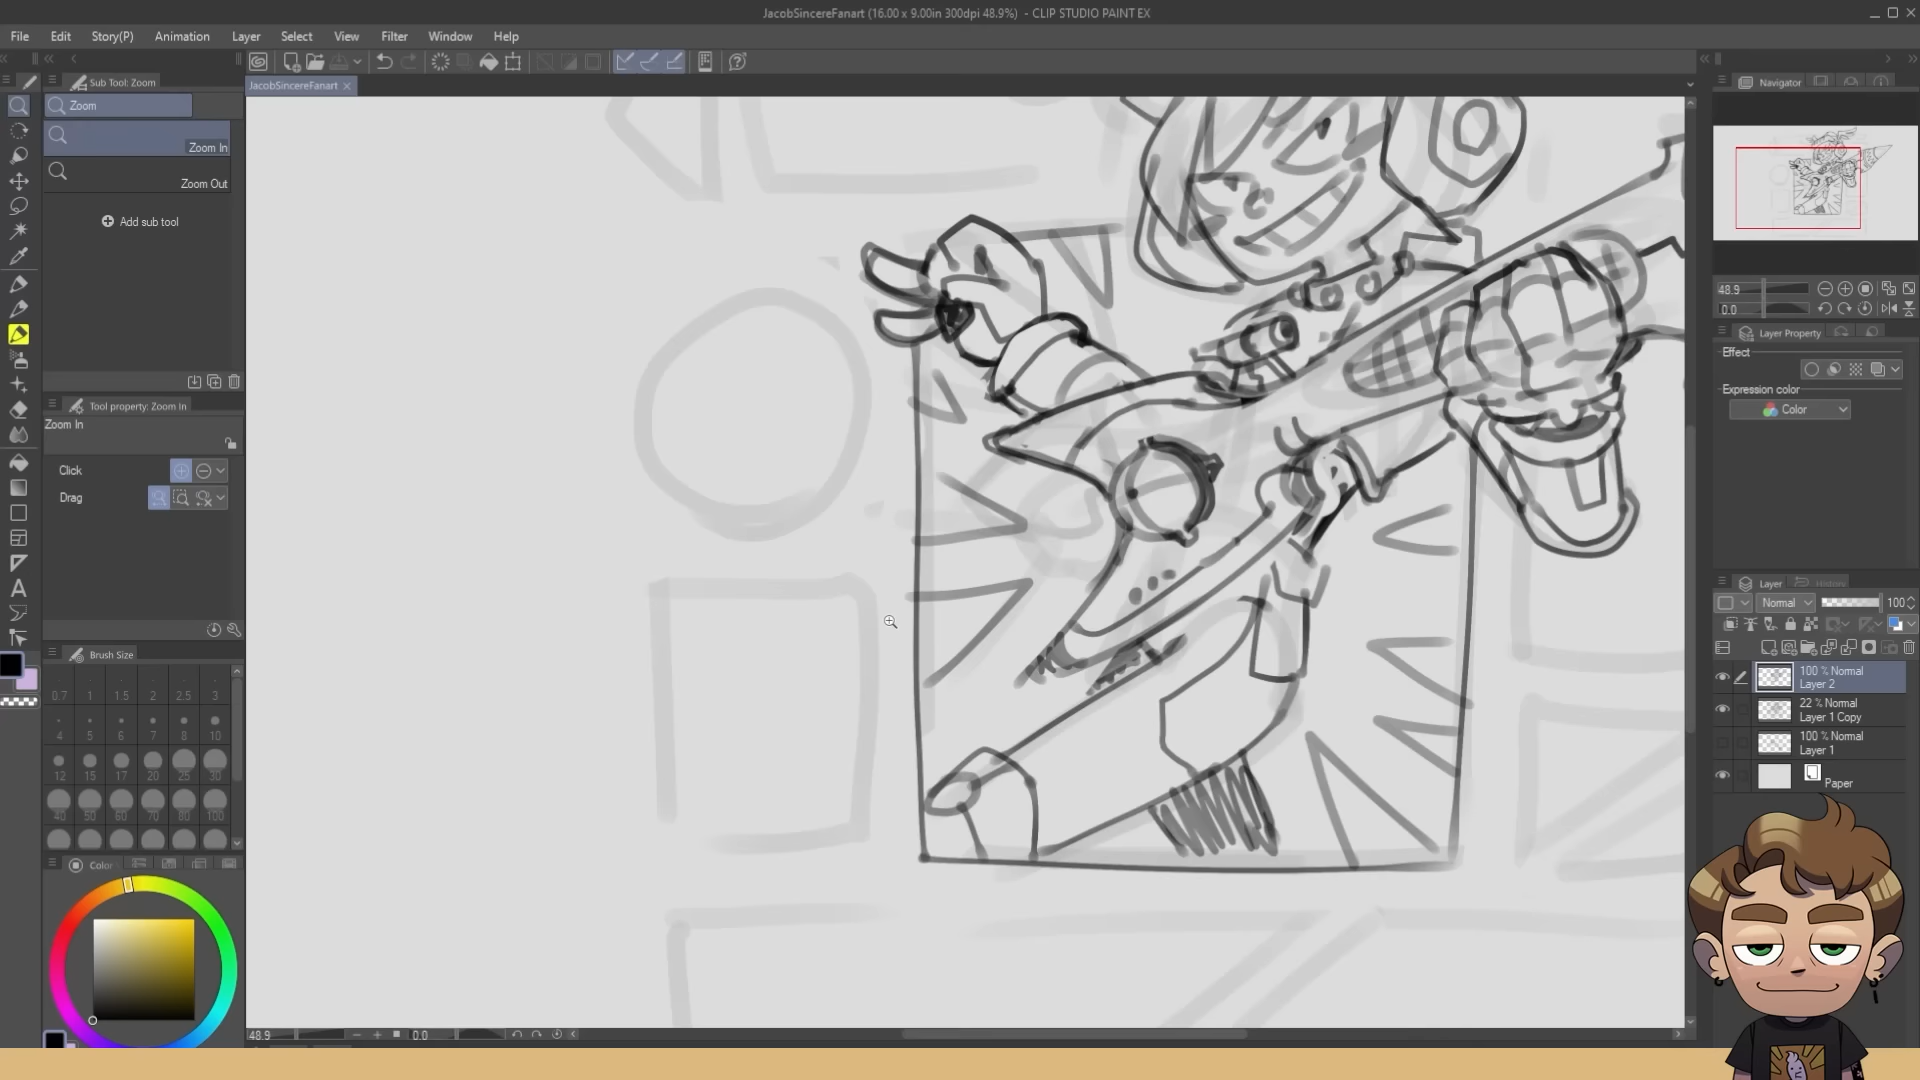 JacobSincereFanart (16.00 x 9.00in 300dpi 48.9%) - CLIP STUDIO PAINT EX
File Edit Story(P) Animation Layer Select View Filter Window Help
Sub Tool: Zoom
JacobSincereFanart
Navigator
Zoom
Zoom In
Zoom Out
Add sub tool
48.9
0.0
Layer Property
Effect
Expression color
Color
Tool property: Zoom In
Zoom In
Click
Drag
Layer
History
Normal 100
Brush Size
0.7 1 1.5 2 2.5 3
4 5 6 7 8 10
12 15 17 20 25 30
40 50 60 70 80 100
100 % Normal
Layer 2
22 % Normal
Layer 1 Copy
100 % Normal
Layer 1
Paper
Color
48.9 0.0